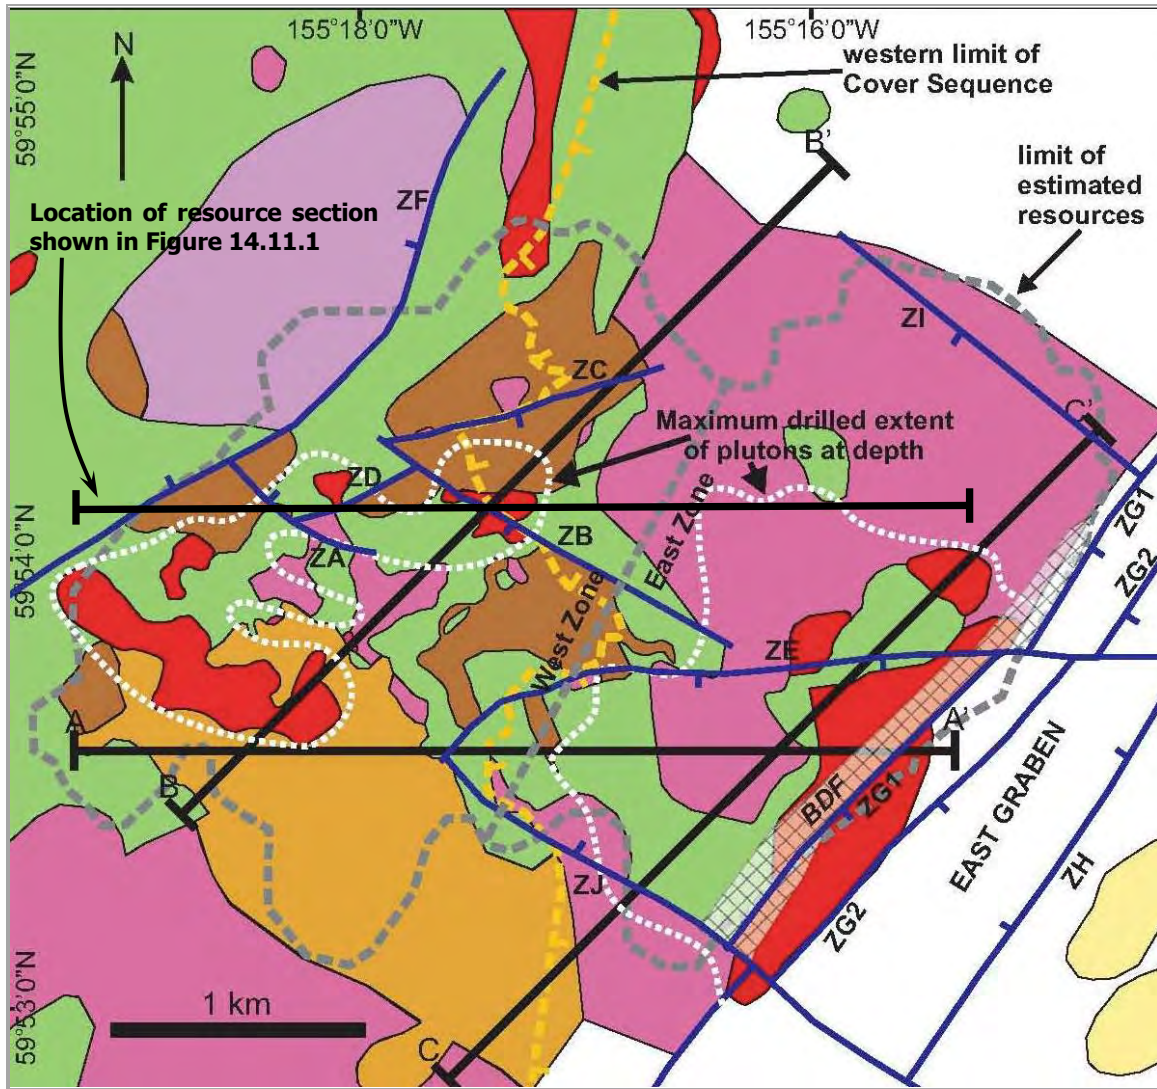 155°18'0"W
155°16'0"W
N
western limit of
Cover Sequence
59°55'0"N
B'
limit of
estimated
resources
ZF
Location of resource section
shown in Figure 14.11.1
ZI
ZC
C'
Maximum drilled extent
of plutons at depth
ZD
ZG1
ZB
East Zone
ZG2
59°54'0"N
ZA
West Zone
ZE
A
A'
B
BDF
ZG1
EAST GRABEN
ZH
ZJ
ZG2
1 km
59°53'0"N
C